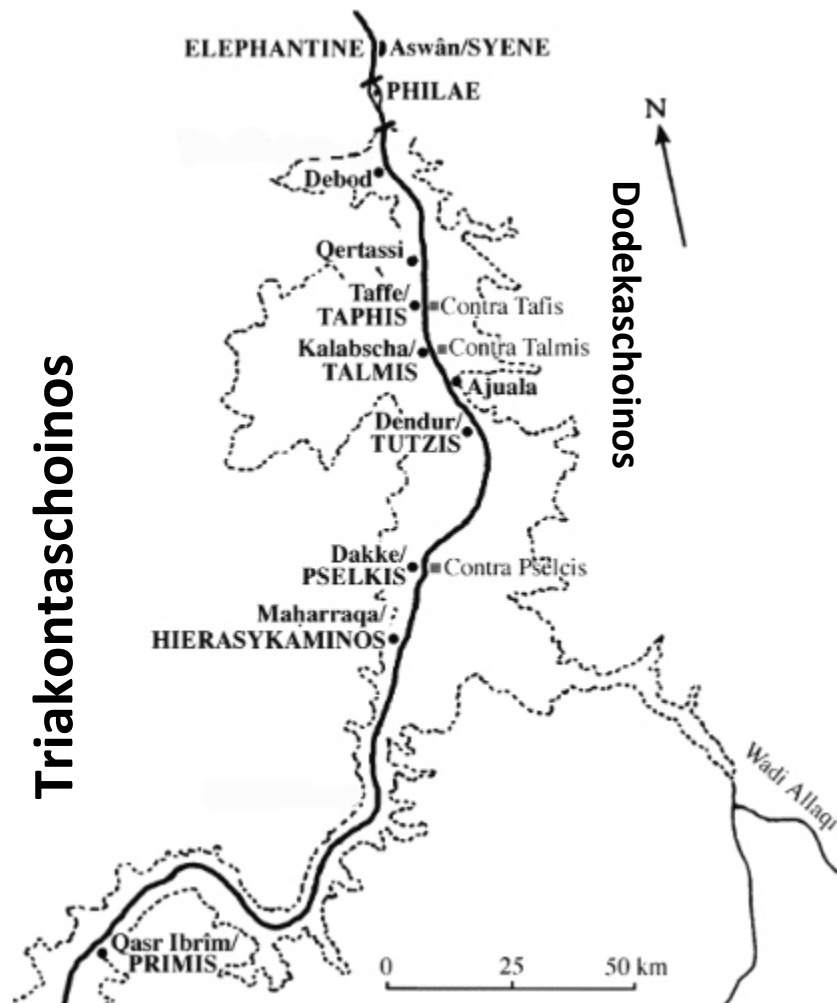 ELEPHANTINE Aswân/SYENE
PHILAE
N
Debod
Dodekaschoinos
Qertassi
Taffe/
TAPHIS
Contra Tafis
Kalabscha/
TALMIS
Contra Talmis
Ajuala
Triakontaschoinos
Dendur/
TUTZIS
Dakke/
PSELKIS
Contra Pselcis
Maḥarraqa/
HIERASYKAMINOS
Wadi Allaqi
Qasr Ibrîm/
PRIMIS
0 25 50 km